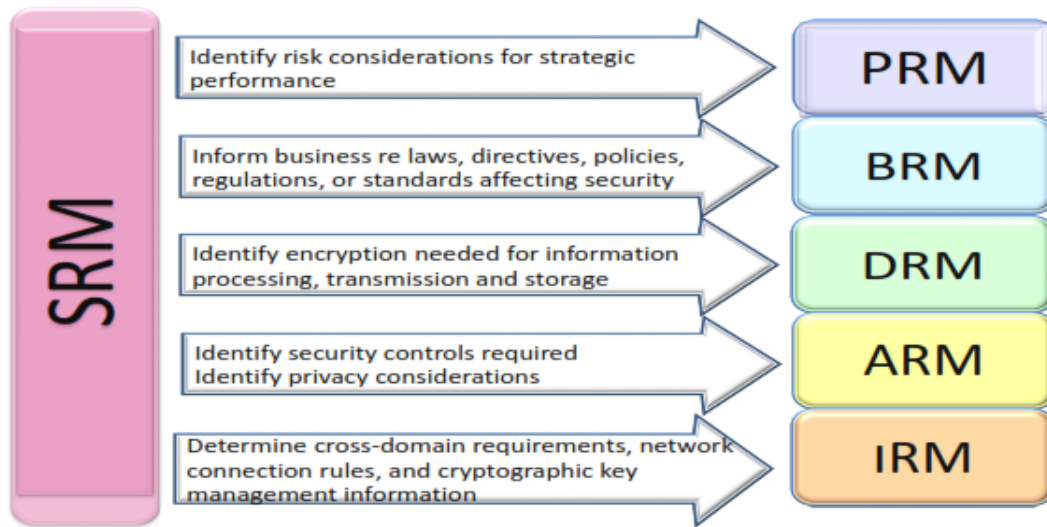 SRM
Identify risk considerations for strategic
performance
PRM
Inform business re laws, directives, policies,
regulations, or standards affecting security
BRM
Identify encryption needed for information
processing, transmission and storage
DRM
Identify security controls required
Identify privacy considerations
ARM
Determine cross-domain requirements, network
connection rules, and cryptographic key
management information
IRM